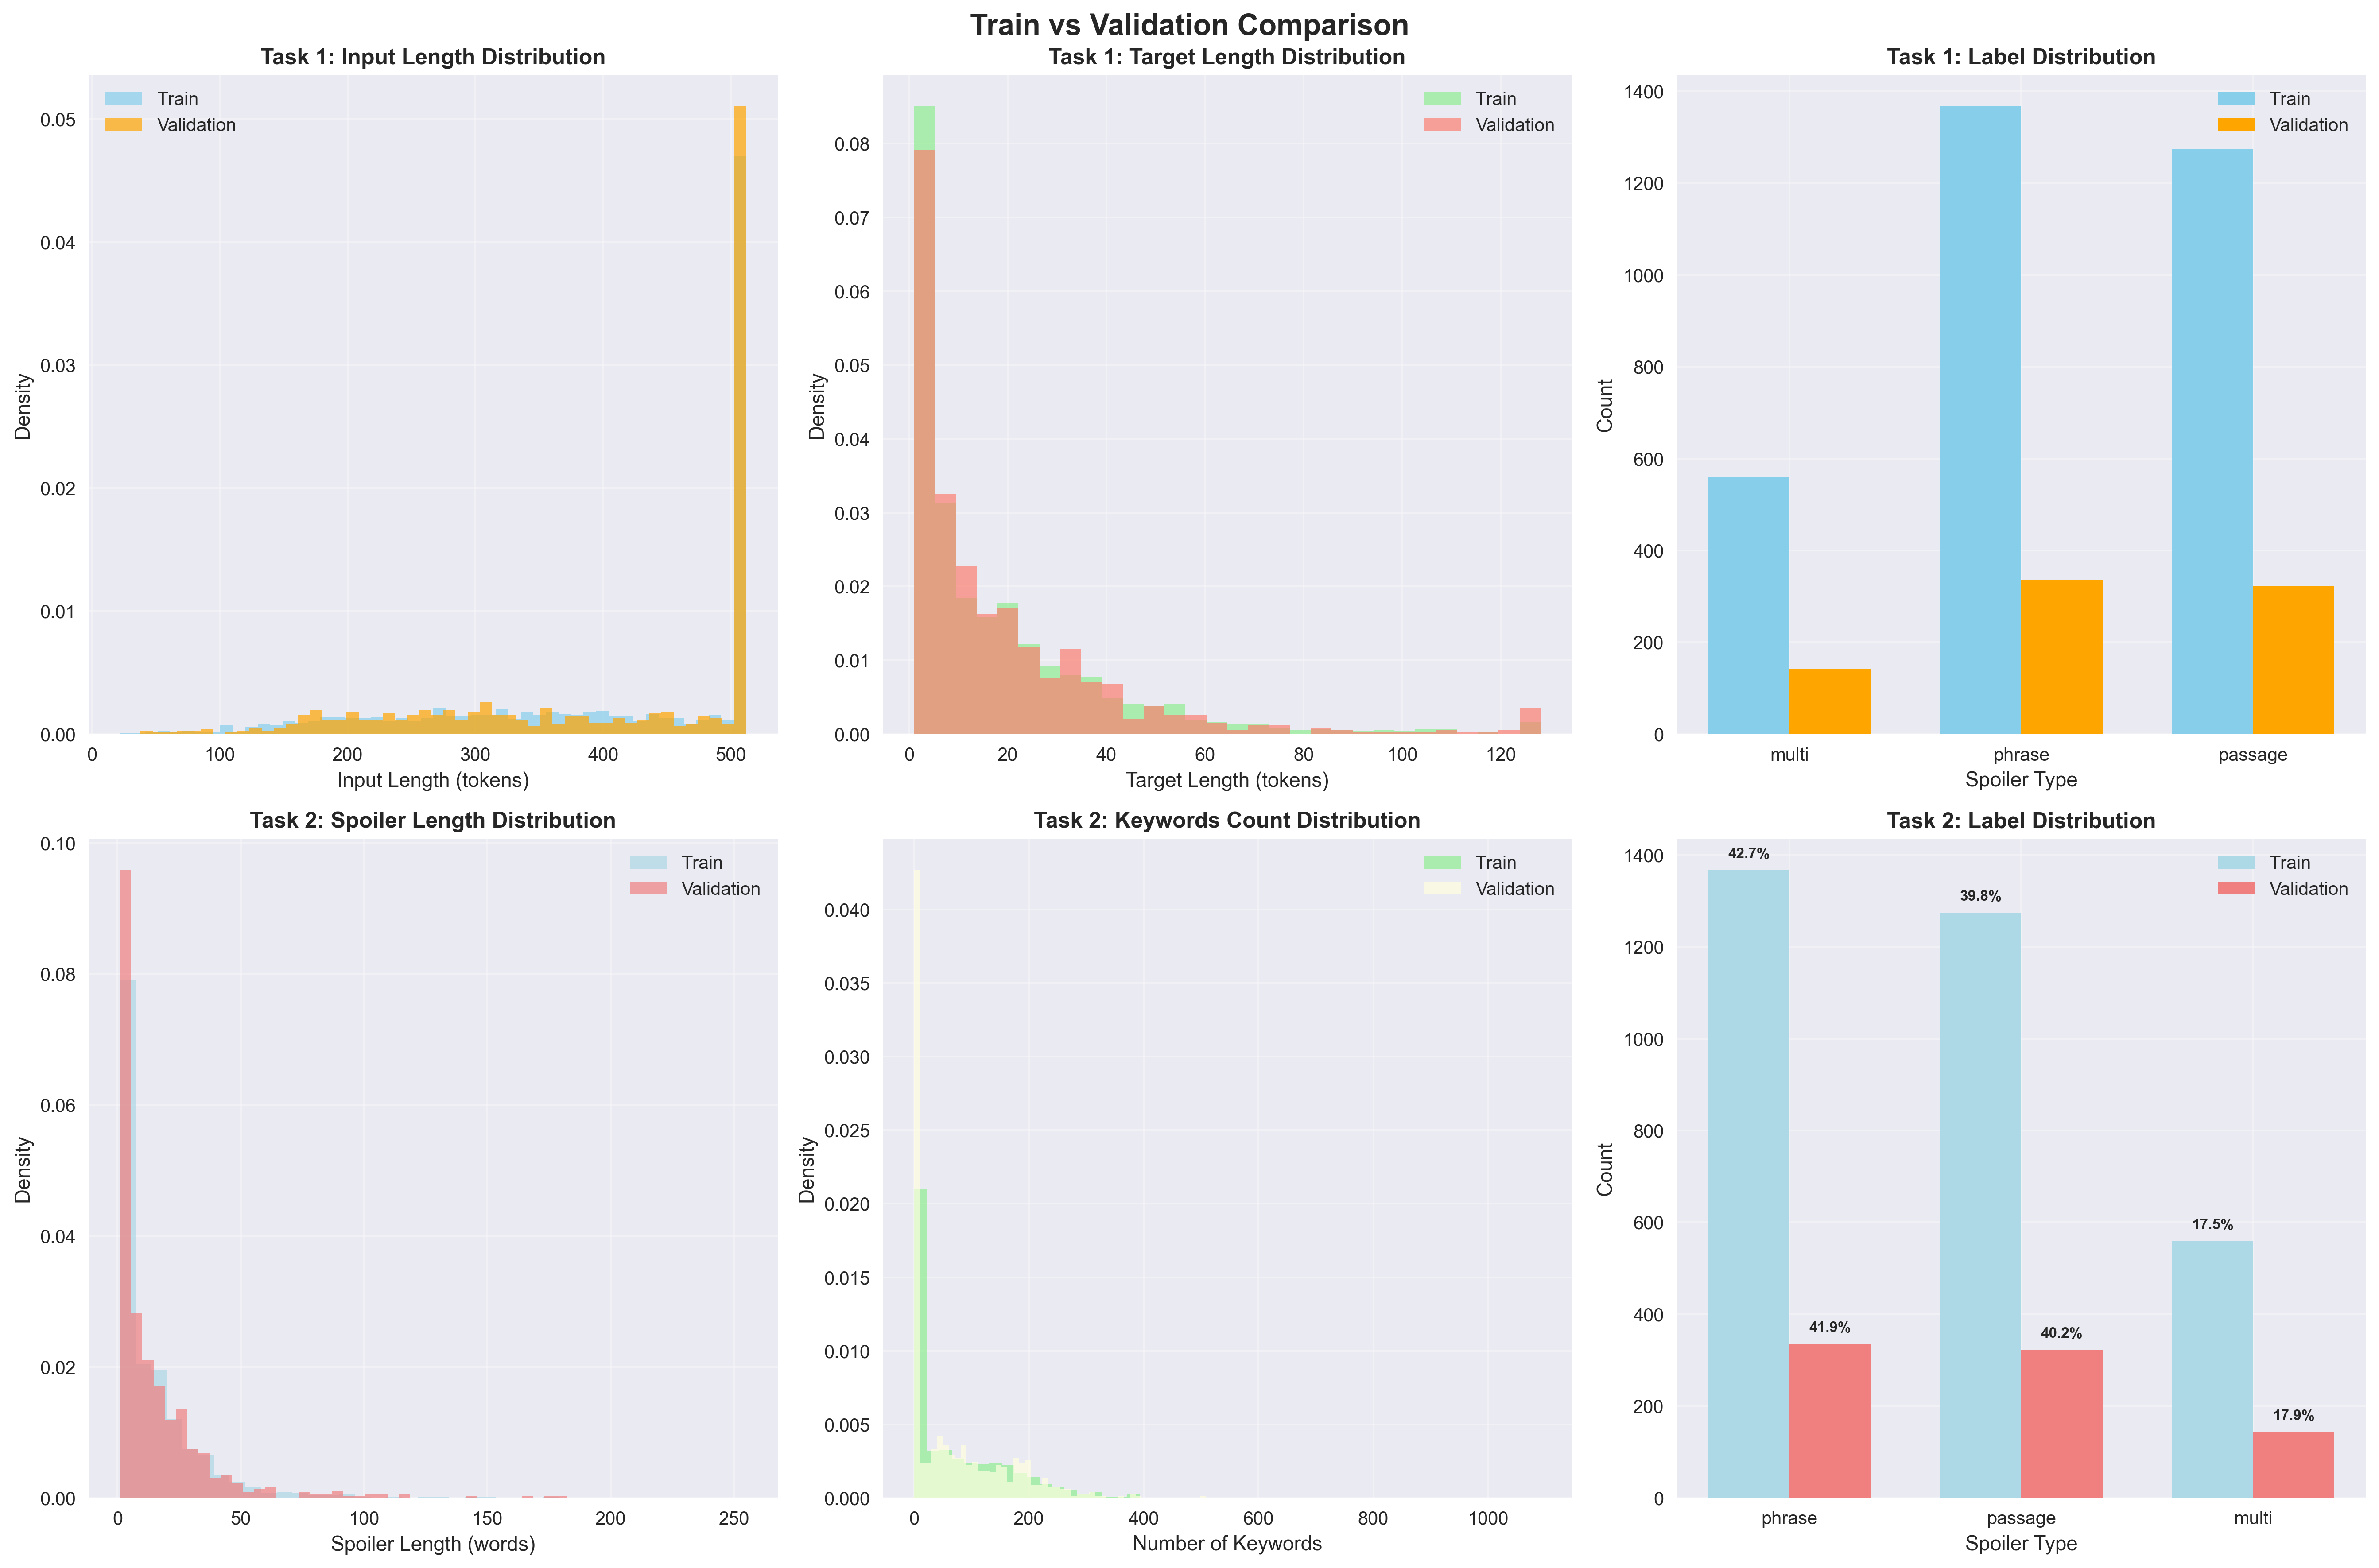 Train vs Validation Comparison
Task 1: Input Length Distribution
Train
Validation
0.05
0.04
0.03
0.02
0.01
0.00
Density
0
100
200
300
400
500
Input Length (tokens)
Task 1: Target Length Distribution
Train
Validation
0.08
0.07
0.06
0.05
0.04
0.03
0.02
0.01
0.00
Density
0
20
40
60
80
100
120
Target Length (tokens)
Task 1: Label Distribution
Train
Validation
1400
1200
1000
800
600
400
200
0
Count
multi
phrase
passage
Spoiler Type
Task 2: Spoiler Length Distribution
Train
Validation
0.10
0.08
0.06
0.04
0.02
0.00
Density
0
50
100
150
200
250
Spoiler Length (words)
Task 2: Keywords Count Distribution
Train
Validation
0.040
0.035
0.030
0.025
0.020
0.015
0.010
0.005
0.000
Density
0
200
400
600
800
1000
Number of Keywords
Task 2: Label Distribution
Train
Validation
1400
1200
1000
800
600
400
200
0
Count
42.7%
41.9%
39.8%
40.2%
17.5%
17.9%
phrase
passage
multi
Spoiler Type